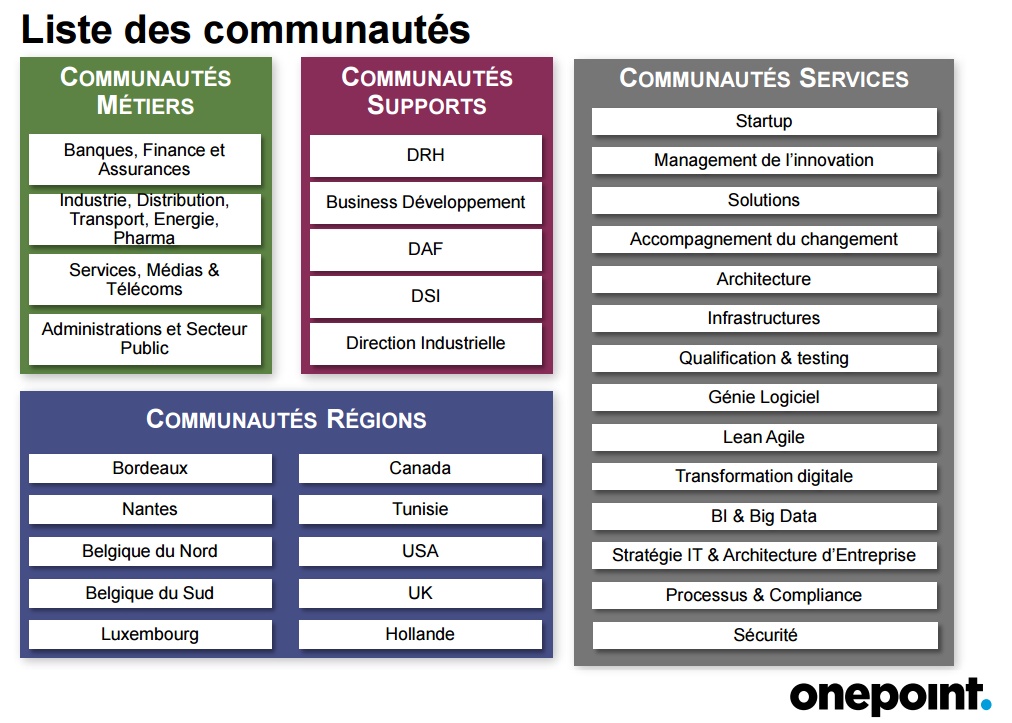 Liste des communautés
COMMUNAUTÉS
MÉTIERS
Banques, Finance et
Assurances
Industrie, Distribution,
Transport, Energie,
Pharma
Services, Médias &
Télécoms
Administrations et Secteur
Public
COMMUNAUTÉS
SUPPORTS
DRH
Business Développement
DAF
DSI
Direction Industrielle
COMMUNAUTÉS RÉGIONS
Bordeaux
Nantes
Belgique du Nord
Belgique du Sud
Luxembourg
Canada
Tunisie
USA
UK
Hollande
COMMUNAUTÉS SERVICES
Startup
Management de l’innovation
Solutions
Accompagnement du changement
Architecture
Infrastructures
Qualification & testing
Génie Logiciel
Lean Agile
Transformation digitale
BI & Big Data
Stratégie IT & Architecture d’Entreprise
Processus & Compliance
Sécurité
onepoint.